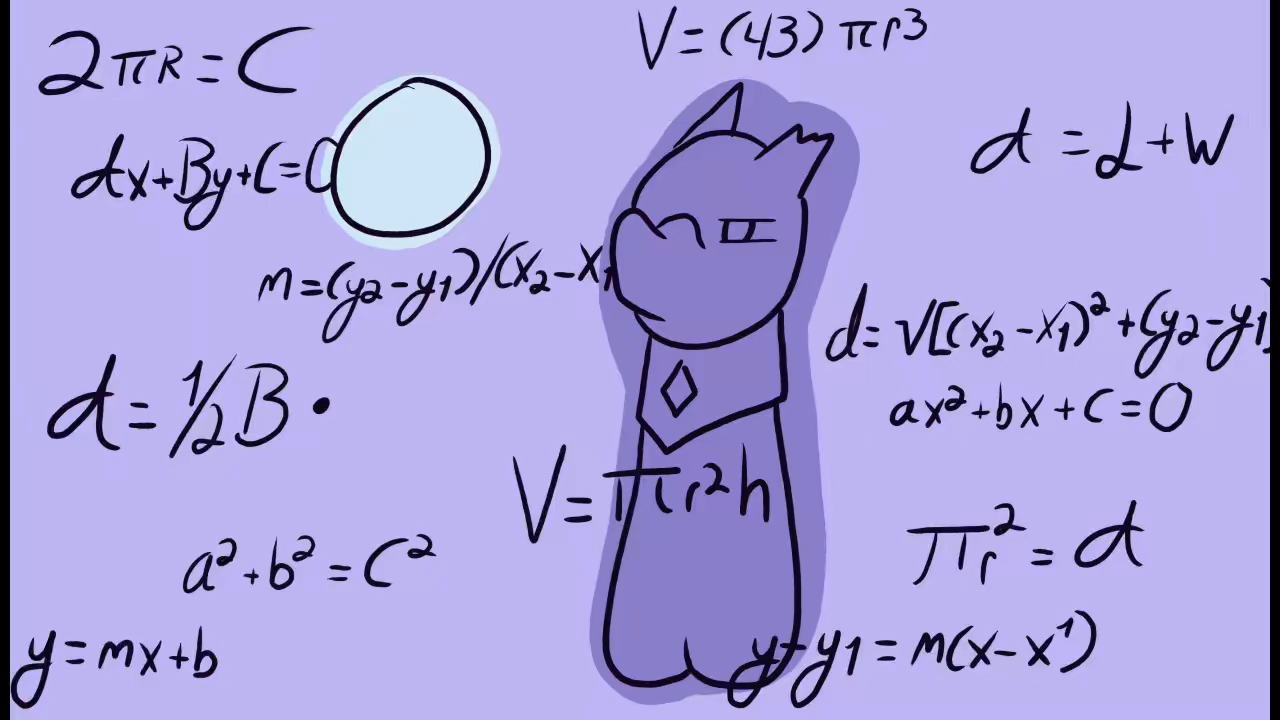 2πR = C
V = (43) πr³
Ax+By+C=0
A = L+W
m=(y₂-y₁)/(x₂-x₁
d=√[(x₂-x₁)²+(y₂-y₁)
A = ½B •
ax²+bx+c=0
V=πr²h
πr² = A
a²+b²=c²
y=mx+b
y-y1=m(x-x¹)